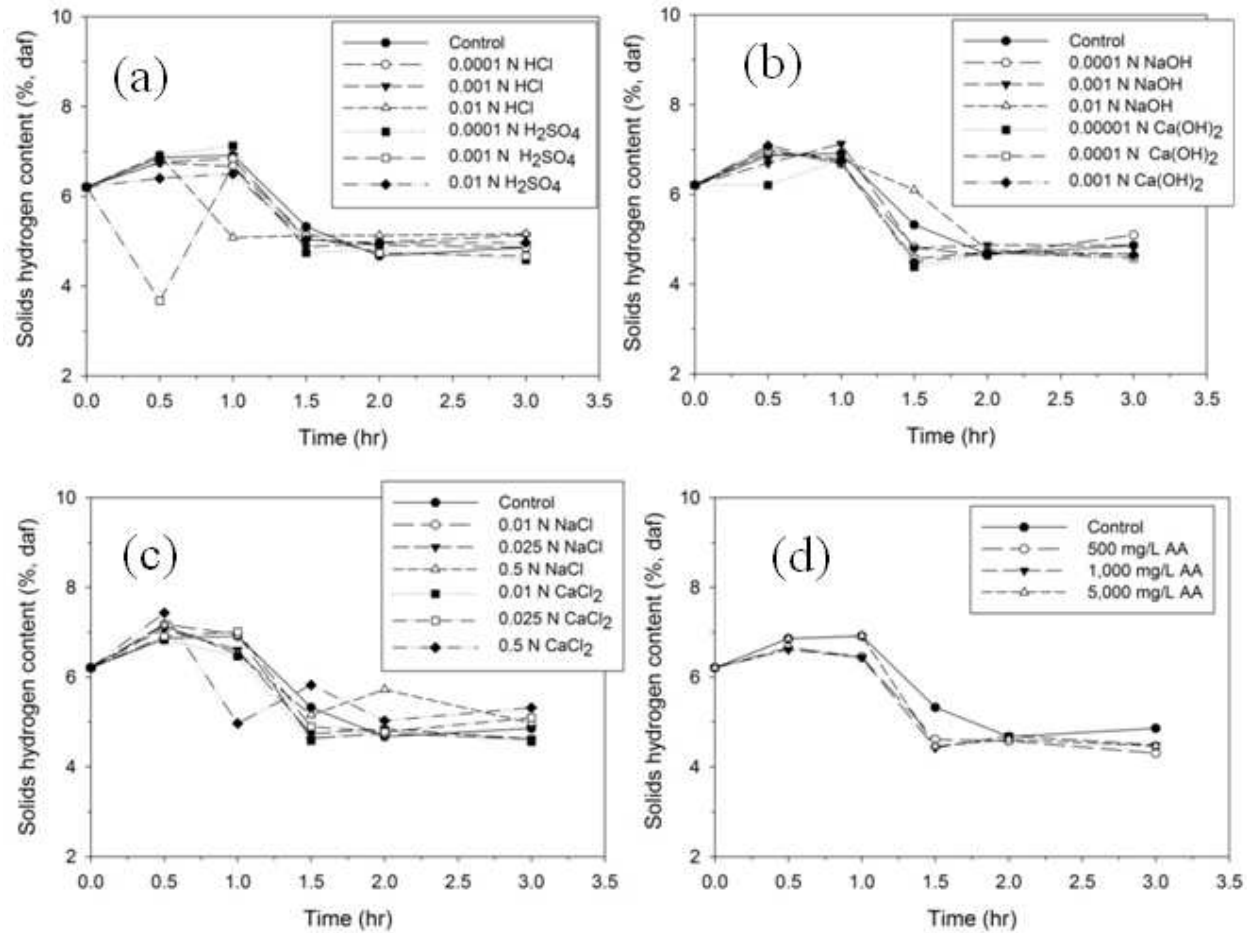 (a)
Solids hydrogen content (%, daf)
10
8
6
4
2
Control
0.0001 N HCl
0.001 N HCl
0.01 N HCl
0.0001 N H₂SO₄
0.001 N H₂SO₄
0.01 N H₂SO₄
0.0 0.5 1.0 1.5 2.0 2.5 3.0 3.5
Time (hr)
(b)
Solids hydrogen content (%, daf)
10
8
6
4
2
Control
0.0001 N NaOH
0.001 N NaOH
0.01 N NaOH
0.00001 N Ca(OH)₂
0.0001 N Ca(OH)₂
0.001 N Ca(OH)₂
0.0 0.5 1.0 1.5 2.0 2.5 3.0 3.5
Time (hr)
(c)
Solids hydrogen content (%, daf)
10
8
6
4
2
Control
0.01 N NaCl
0.025 N NaCl
0.5 N NaCl
0.01 N CaCl₂
0.025 N CaCl₂
0.5 N CaCl₂
0.0 0.5 1.0 1.5 2.0 2.5 3.0 3.5
Time (hr)
(d)
Solids hydrogen content (%, daf)
10
8
6
4
2
Control
500 mg/L AA
1,000 mg/L AA
5,000 mg/L AA
0.0 0.5 1.0 1.5 2.0 2.5 3.0 3.5
Time (hr)